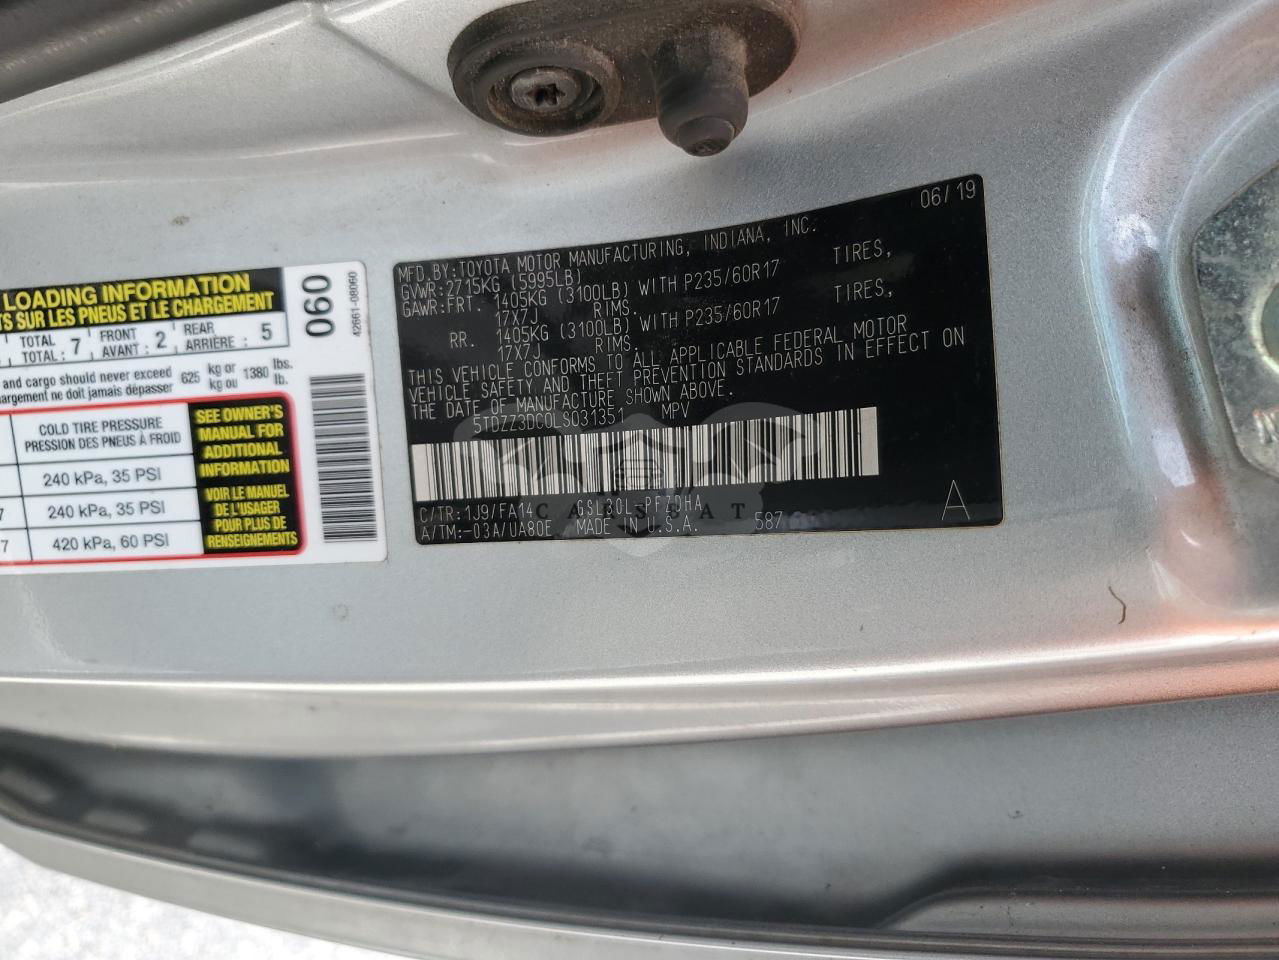 LOADING INFORMATION
S SUR LES PNEUS ET LE CHARGEMENT
TOTAL 7 FRONT 2 REAR 5
TOTAL : AVANT : ARRIÈRE :
and cargo should never exceed 625 kg or 1380 lbs.
argement ne doit jamais dépasser kg ou lb.
COLD TIRE PRESSURE
PRESSION DES PNEUS À FROID
240 kPa, 35 PSI
7 240 kPa, 35 PSI
7 420 kPa, 60 PSI
SEE OWNER'S
MANUAL FOR
ADDITIONAL
INFORMATION
VOIR LE MANUEL
DE L'USAGER
POUR PLUS DE
RENSEIGNEMENTS
060
42661-08060
06/19
MFD.BY:TOYOTA MOTOR MANUFACTURING, INDIANA, INC.
GVWR:2715KG (5995LB)
GAWR:FRT. 1405KG (3100LB) WITH P235/60R17 TIRES,
17X7J RIMS.
RR. 1405KG (3100LB) WITH P235/60R17 TIRES,
17X7J RIMS.
THIS VEHICLE CONFORMS TO ALL APPLICABLE FEDERAL MOTOR
VEHICLE SAFETY AND THEFT PREVENTION STANDARDS IN EFFECT ON
THE DATE OF MANUFACTURE SHOWN ABOVE.
5TDZZ3DC0LS031351 MPV
C/TR:1J9/FA14 GSL30L-PFZDHA
A/TM:-03A/UA80E MADE IN U.S.A. 587
A